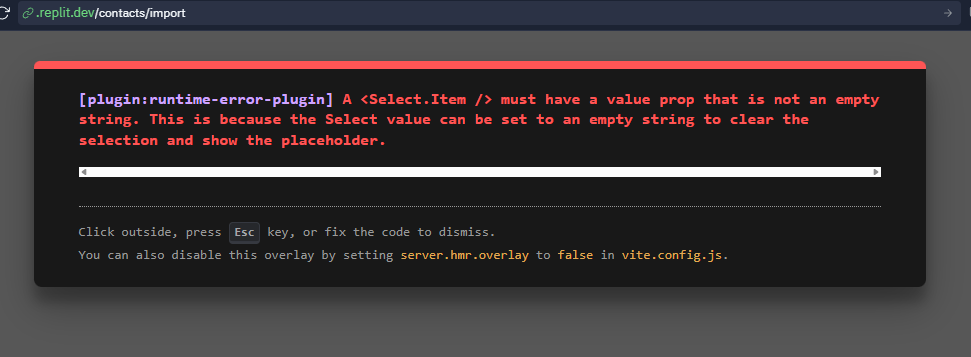 .replit.dev/contacts/import
[plugin:runtime-error-plugin] A <Select.Item /> must have a value prop that is not an empty
string. This is because the Select value can be set to an empty string to clear the
selection and show the placeholder.
Click outside, press Esc key, or fix the code to dismiss.
You can also disable this overlay by setting server.hmr.overlay to false in vite.config.js.